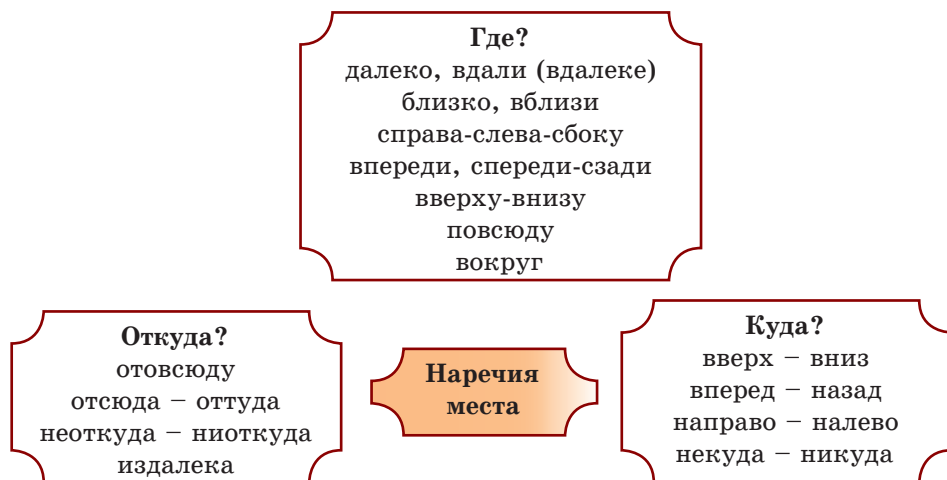 Где?
далеко, вдали (вдалеке)
близко, вблизи
справа-слева-сбоку
впереди, спереди-сзади
вверху-внизу
повсюду
вокруг
Откуда?
отовсюду
отсюда – оттуда
неоткуда – ниоткуда
издалека
Наречия
места
Куда?
вверх – вниз
вперед – назад
направо – налево
некуда – никуда